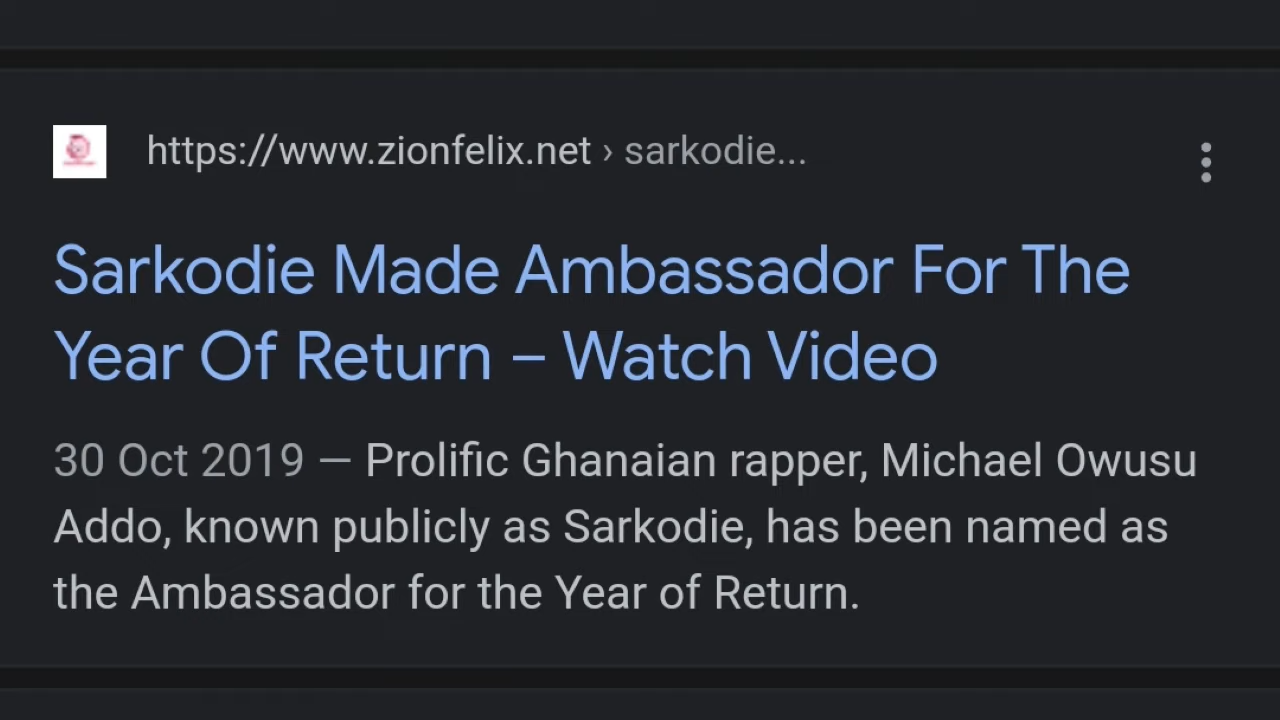 https://www.zionfelix.net › sarkodie...
Sarkodie Made Ambassador For The
Year Of Return – Watch Video
30 Oct 2019 — Prolific Ghanaian rapper, Michael Owusu
Addo, known publicly as Sarkodie, has been named as
the Ambassador for the Year of Return.